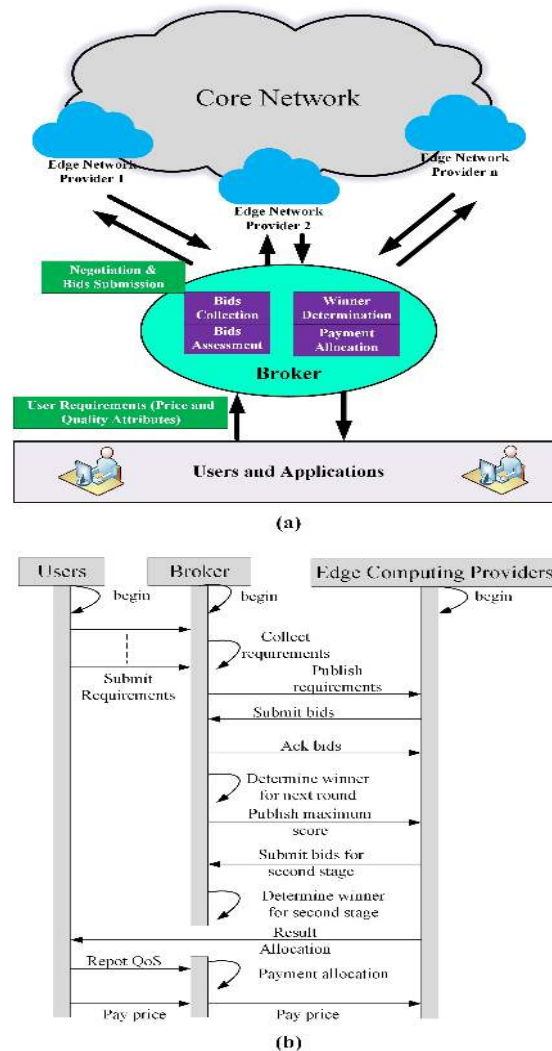 Core Network
Edge Network
Provider 1
Edge Network
Provider 2
Edge Network
Provider n
Negotiation &
Bids Submission
Bids
Collection
Bids
Assessment
Winner
Determination
Payment
Allocation
Broker
User Requirements (Price and
Quality Attributes)
Users and Applications
(a)
Users
Broker
Edge Computing Providers
begin
begin
begin
Collect
requirements
Submit
Requirements
Publish
requirements
Submit bids
Ack bids
Determine winner
for next round
Publish maximum
score
Submit bids for
second stage
Determine winner
for second stage
Result
Allocation
Repot QoS
Payment allocation
Pay price
Pay price
(b)